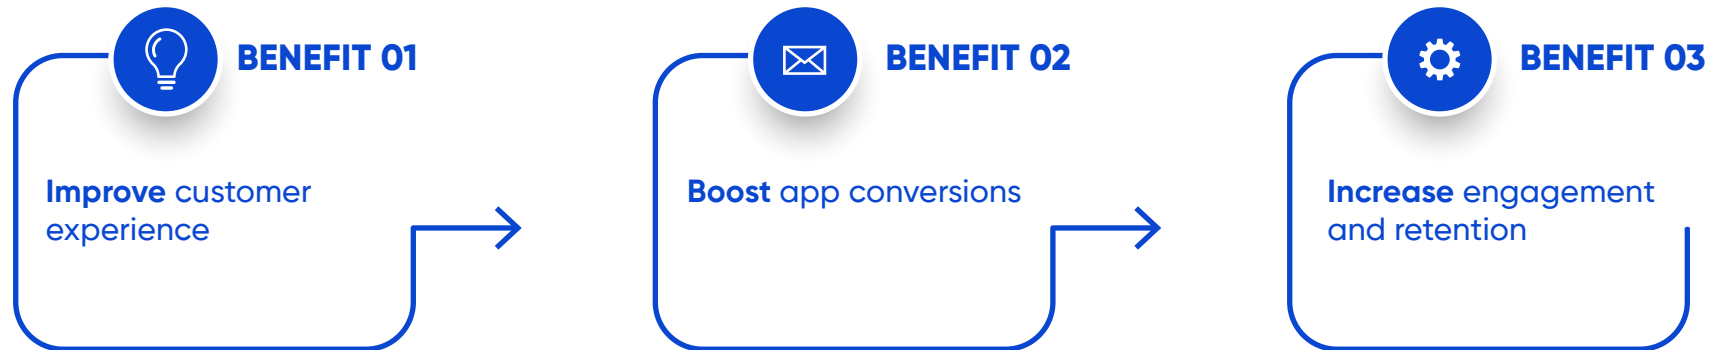 BENEFIT 01
Improve customer
experience
BENEFIT 02
Boost app conversions
BENEFIT 03
Increase engagement
and retention